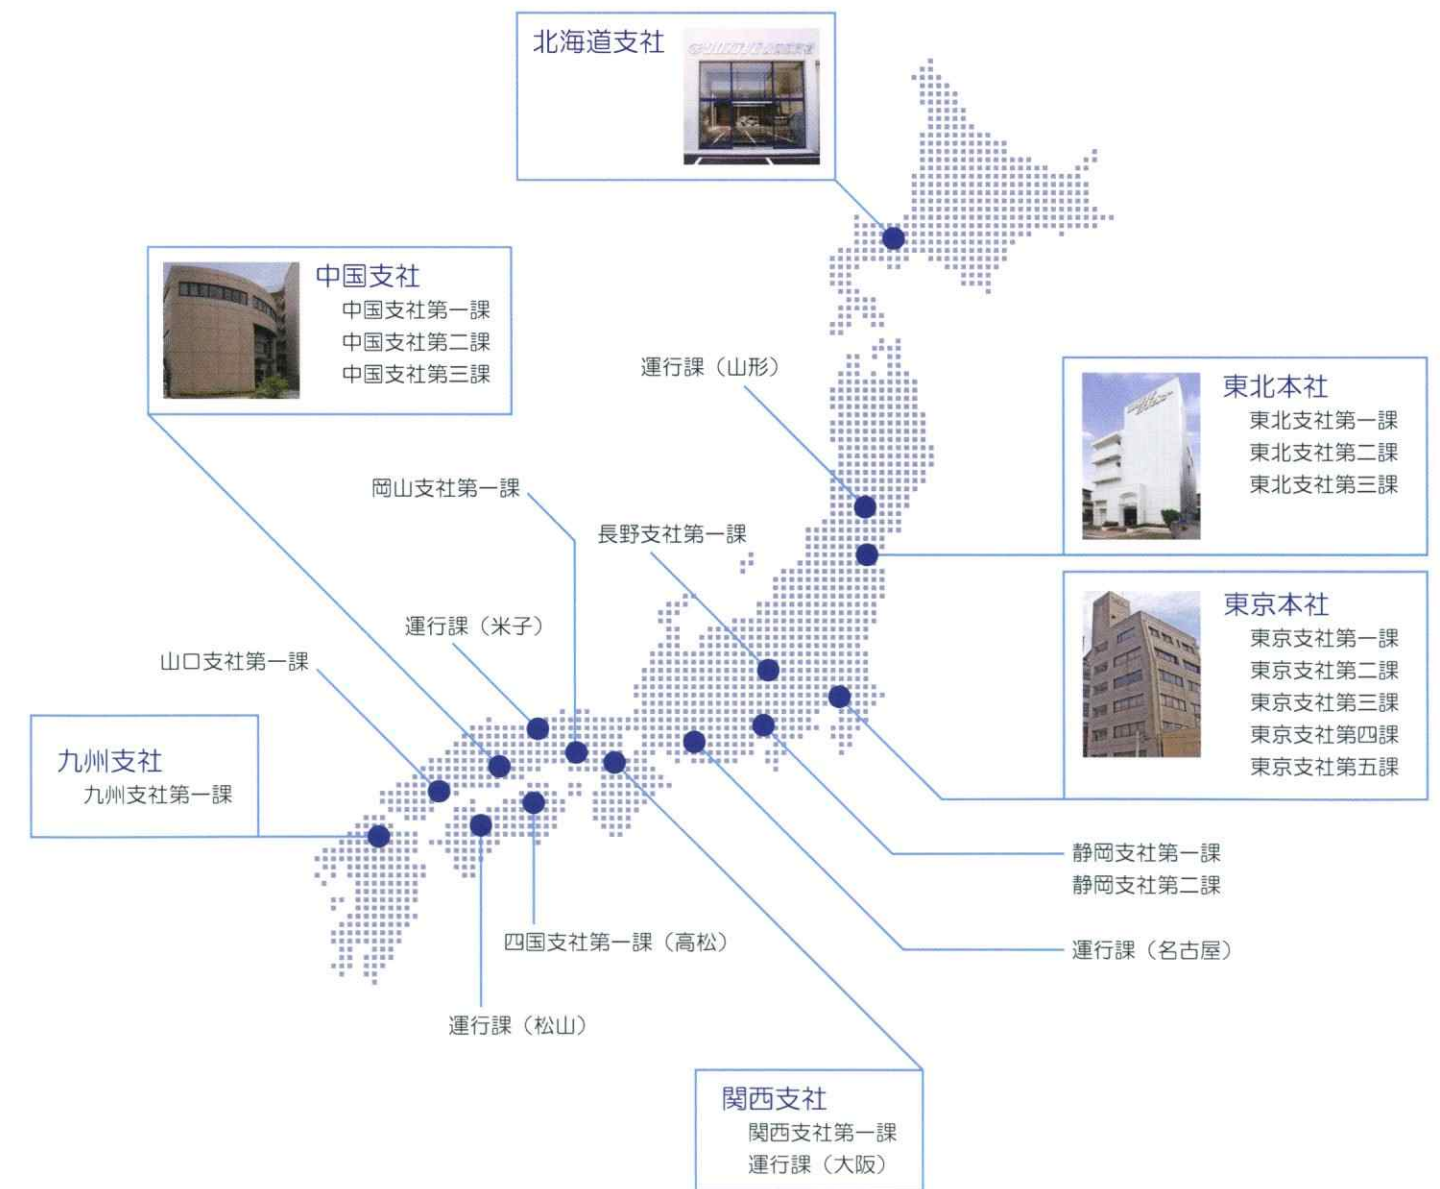 北海道支社
中国支社
中国支社第一課
中国支社第二課
中国支社第三課
運行課（山形）
東北本社
東北支社第一課
東北支社第二課
東北支社第三課
岡山支社第一課
長野支社第一課
東京本社
東京支社第一課
東京支社第二課
東京支社第三課
東京支社第四課
東京支社第五課
運行課（米子）
山口支社第一課
九州支社
九州支社第一課
静岡支社第一課
静岡支社第二課
四国支社第一課（高松）
運行課（名古屋）
運行課（松山）
関西支社
関西支社第一課
運行課（大阪）